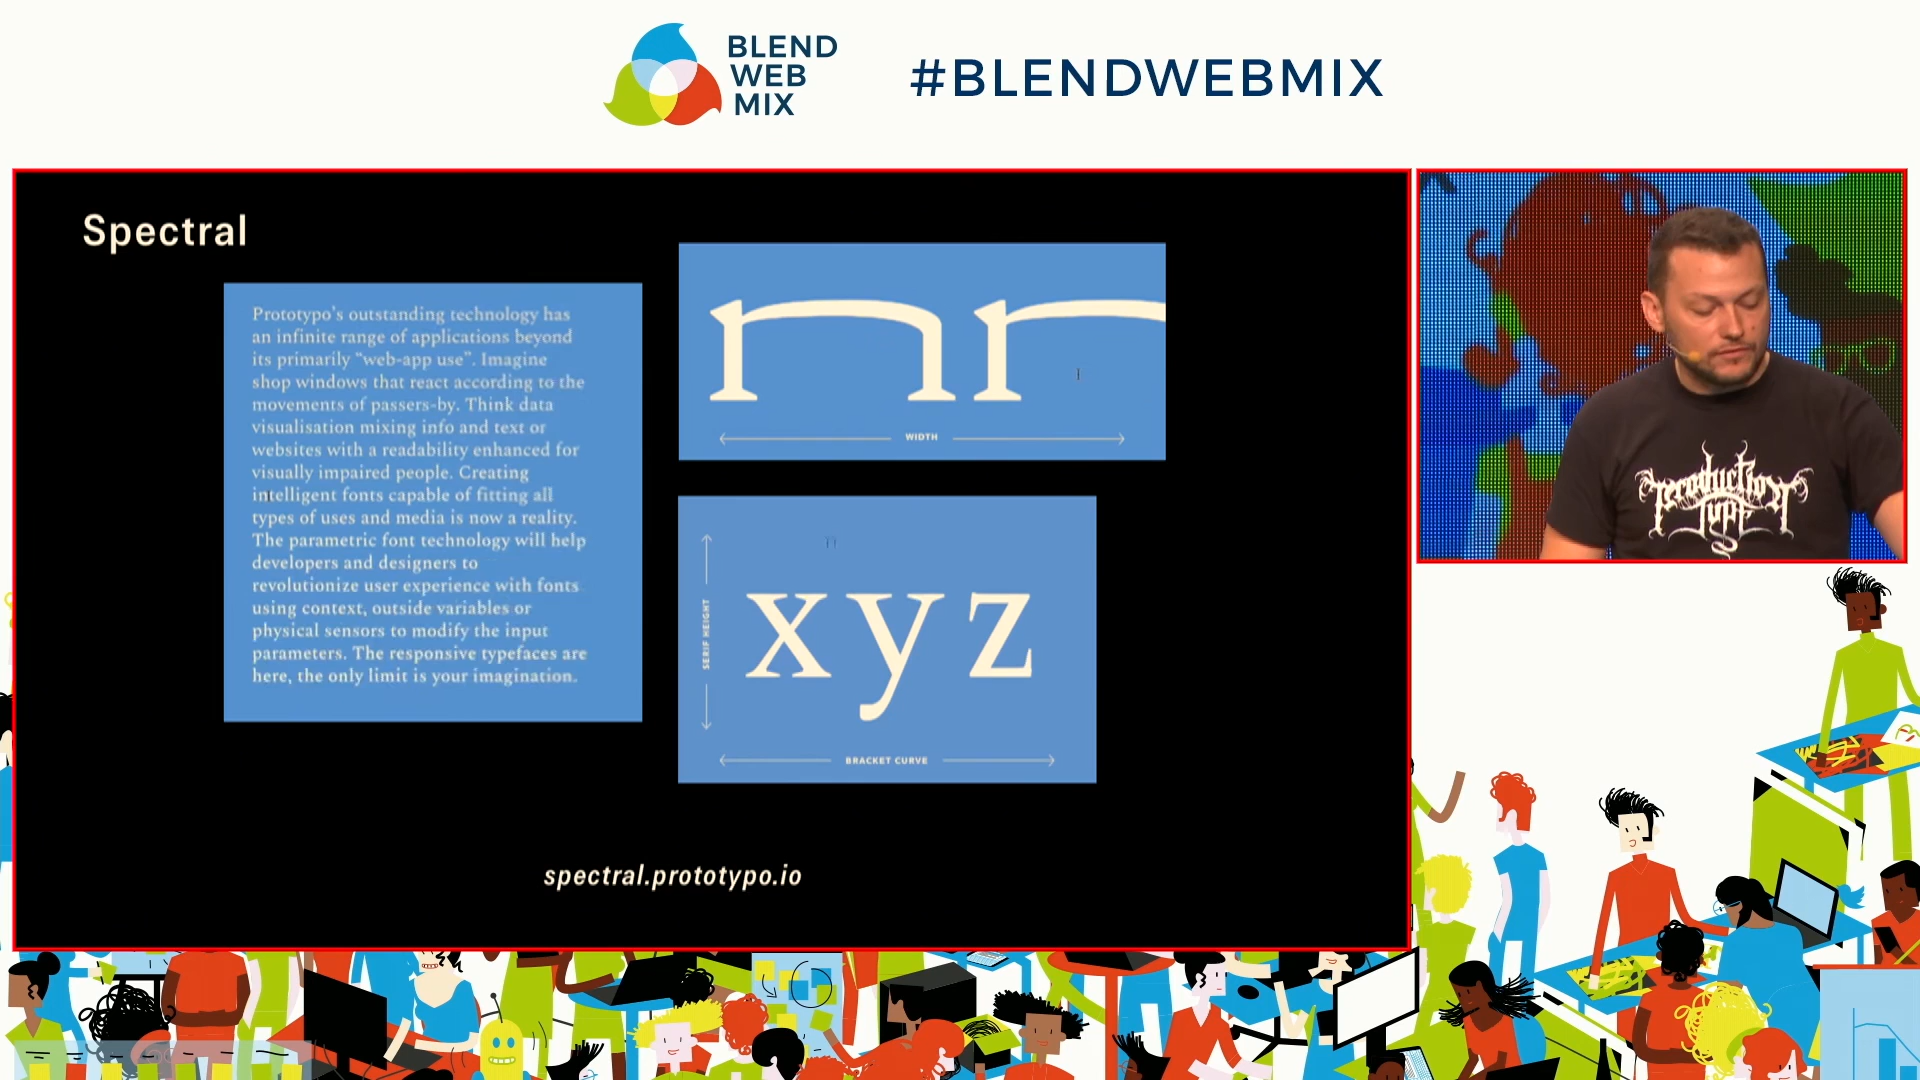 BLEND
WEB
MIX
#BLENDWEBMIX
Spectral
Prototypo's outstanding technology has
an infinite range of applications beyond
its primarily “web-app use”. Imagine
shop windows that react according to the
movements of passers-by. Think data
visualisation mixing info and text or
websites with a readability enhanced for
visually impaired people. Creating
intelligent fonts capable of fitting all
types of uses and media is now a reality.
The parametric font technology will help
developers and designers to
revolutionize user experience with fonts
using context, outside variables or
physical sensors to modify the input
parameters. The responsive typefaces are
here, the only limit is your imagination.
WIDTH
SERIF HEIGHT
xyz
BRACKET CURVE
spectral.prototypo.io
Production
Type